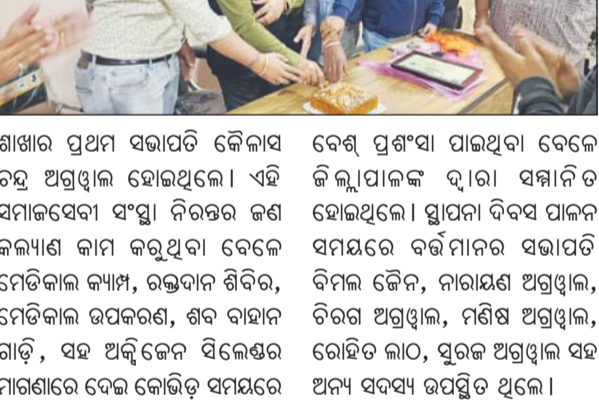 ଶାଖାର ପ୍ରଥମ ସଭାପତି କୈଳାସ
ଚନ୍ଦ୍ର ଅଗ୍ରୱାଲ ହୋଇଥିଲେ। ଏହି
ସମାଜସେବୀ ସଂସ୍ଥା ନିରନ୍ତର ଜଣ
କଲ୍ୟାଣ କାମ କରୁଥିବା ବେଳେ
ମେଡିକାଲ କ୍ୟାମ୍ପ, ରକ୍ତଦାନ ଶିବିର,
ମେଡିକାଲ ଉପକରଣ, ଶବ ବାହାନ
ଗାଡ଼ି, ସହ ଅକ୍ସିଜେନ ସିଲେଣ୍ଡର
ମାଗଣାରେ ଦେଇ କୋଭିଡ଼ ସମୟରେ
ବେଶ୍ ପ୍ରଶଂସା ପାଇଥିବା ବେଳେ
ଜିଲ୍ଲାପାଳଙ୍କ ଦ୍ୱାରା ସମ୍ମାନିତ
ହୋଇଥିଲେ। ସ୍ଥାପନା ଦିବସ ପାଳନ
ସମୟରେ ବର୍ତ୍ତମାନର ସଭାପତି
ବିମଲ ଜୈନ, ନାରାୟଣ ଅଗ୍ରୱାଲ,
ଚିରଗ ଅଗ୍ରୱାଲ, ମଣିଷ ଅଗ୍ରୱାଲ,
ରୋହିତ ଲାଠ, ସୁରଜ ଅଗ୍ରୱାଲ ସହ
ଅନ୍ୟ ସଦସ୍ୟ ଉପସ୍ଥିତ ଥିଲେ।